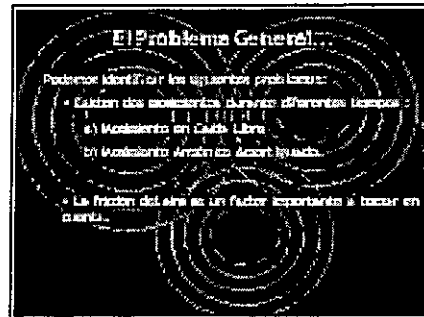 El Problema General...
Podemos identificar los siguientes problemas:
• Existen dos movimientos durante diferentes tiempos:
a) Movimiento en Caída Libre
b) Movimiento Armónico Amortiguado.
• La fricción del aire es un factor importante a tomar en
cuenta.